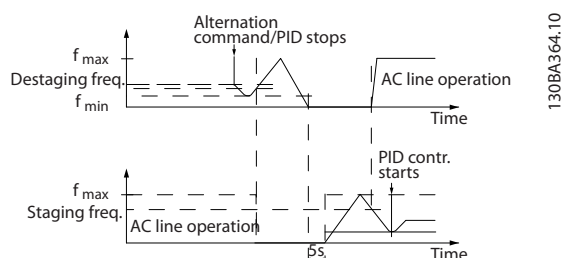 Alternation
command/PID stops
f max
Destaging freq.
f min
AC line operation
Time
PID contr.
starts
f max
Staging freq.
AC line operation
5s
Time
130BA364.10